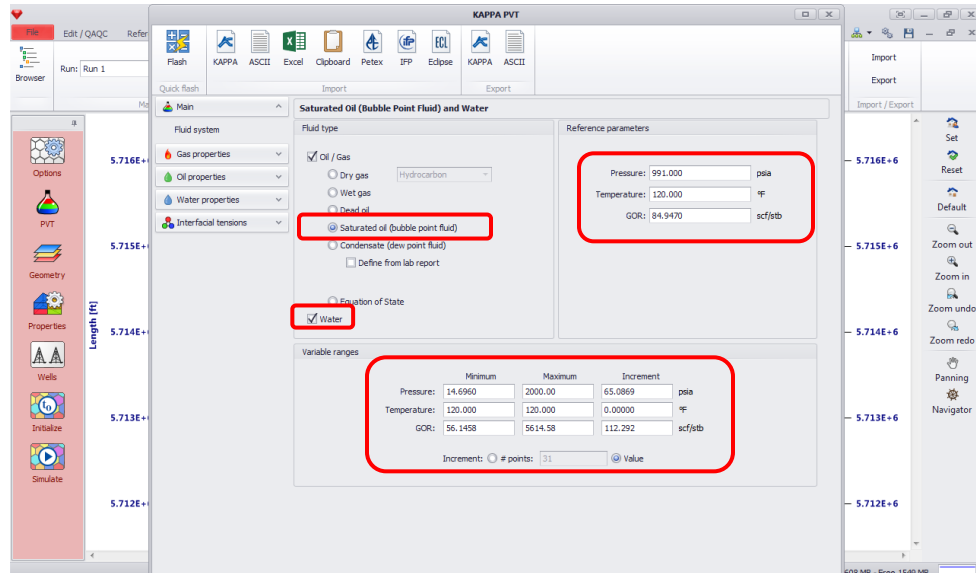 KAPPA PVT
File Edit / QAQC Refer
Browser
Run: Run 1
Ma
Flash
KAPPA ASCII Excel Clipboard Petex IFP Eclipse KAPPA ASCII
Quick flash Import Export
Import
Export
Import / Export
Main
Fluid system
Gas properties
Oil properties
Water properties
Interfacial tensions
Saturated Oil (Bubble Point Fluid) and Water
Fluid type
Oil / Gas
Dry gas Hydrocarbon
Wet gas
Dead oil
Saturated oil (bubble point fluid)
Condensate (dew point fluid)
Define from lab report
Equation of State
Water
Reference parameters
Pressure: 991.000 psia
Temperature: 120.000 °F
GOR: 84.9470 scf/stb
Variable ranges
Minimum Maximum Increment
Pressure: 14.6960 2000.00 65.0869 psia
Temperature: 120.000 120.000 0.00000 °F
GOR: 56.1458 5614.58 112.292 scf/stb
Increment: # points: 31 Value
Options
PVT
Geometry
Properties
Wells
t0
Initialize
Simulate
Length [ft]
5.716E+
5.715E+
5.714E+
5.713E+
5.712E+
5.716E+6
5.715E+6
5.714E+6
5.713E+6
5.712E+6
Set
Reset
Default
Zoom out
Zoom in
Zoom undo
Zoom redo
Panning
Navigator